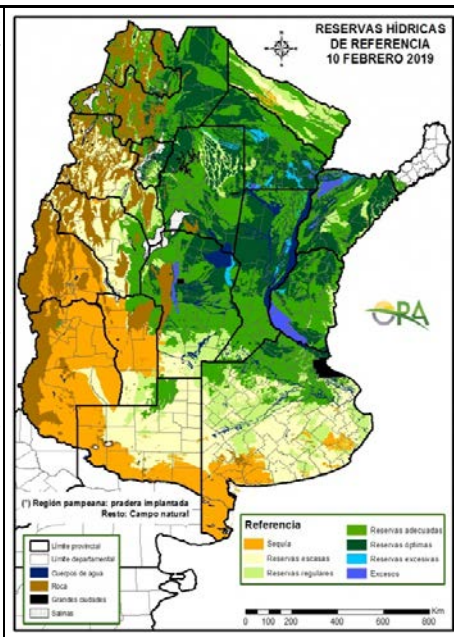 RESERVAS HÍDRICAS
DE REFERENCIA
10 FEBRERO 2019
ORA
(*) Región pampeana: pradera implantada
Resto: Campo natural
Límite provincial
Límite departamental
Cuerpos de agua
Roca
Grandes ciudades
Salinas
Referencia
Sequía
Reservas escasas
Reservas regulares
Reservas adecuadas
Reservas óptimas
Reservas excesivas
Excesos
0 100 200 400 600 800
Km